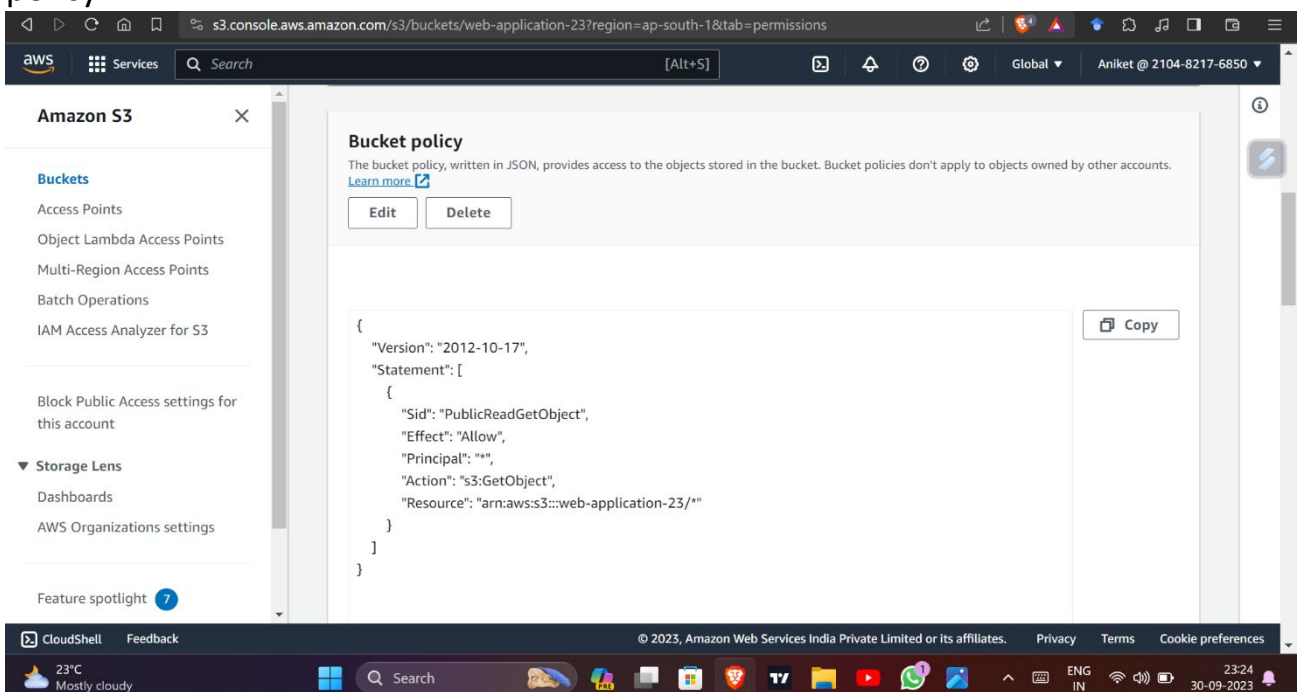 s3.console.aws.amazon.com/s3/buckets/web-application-23?region=ap-south-1&tab=permissions
aws Services Search [Alt+S] Global Aniket @ 2104-8217-6850
Amazon S3
Buckets
Access Points
Object Lambda Access Points
Multi-Region Access Points
Batch Operations
IAM Access Analyzer for S3
Block Public Access settings for
this account
Storage Lens
Dashboards
AWS Organizations settings
Feature spotlight 7
Bucket policy
The bucket policy, written in JSON, provides access to the objects stored in the bucket. Bucket policies don't apply to objects owned by other accounts.
Learn more
Edit Delete
Copy
{
"Version": "2012-10-17",
"Statement": [
{
"Sid": "PublicReadGetObject",
"Effect": "Allow",
"Principal": "*",
"Action": "s3:GetObject",
"Resource": "arn:aws:s3:::web-application-23/*"
}
]
}
CloudShell Feedback © 2023, Amazon Web Services India Private Limited or its affiliates. Privacy Terms Cookie preferences
23°C
Mostly cloudy
Search
PRE
1
ENG
IN
23:24
30-09-2023